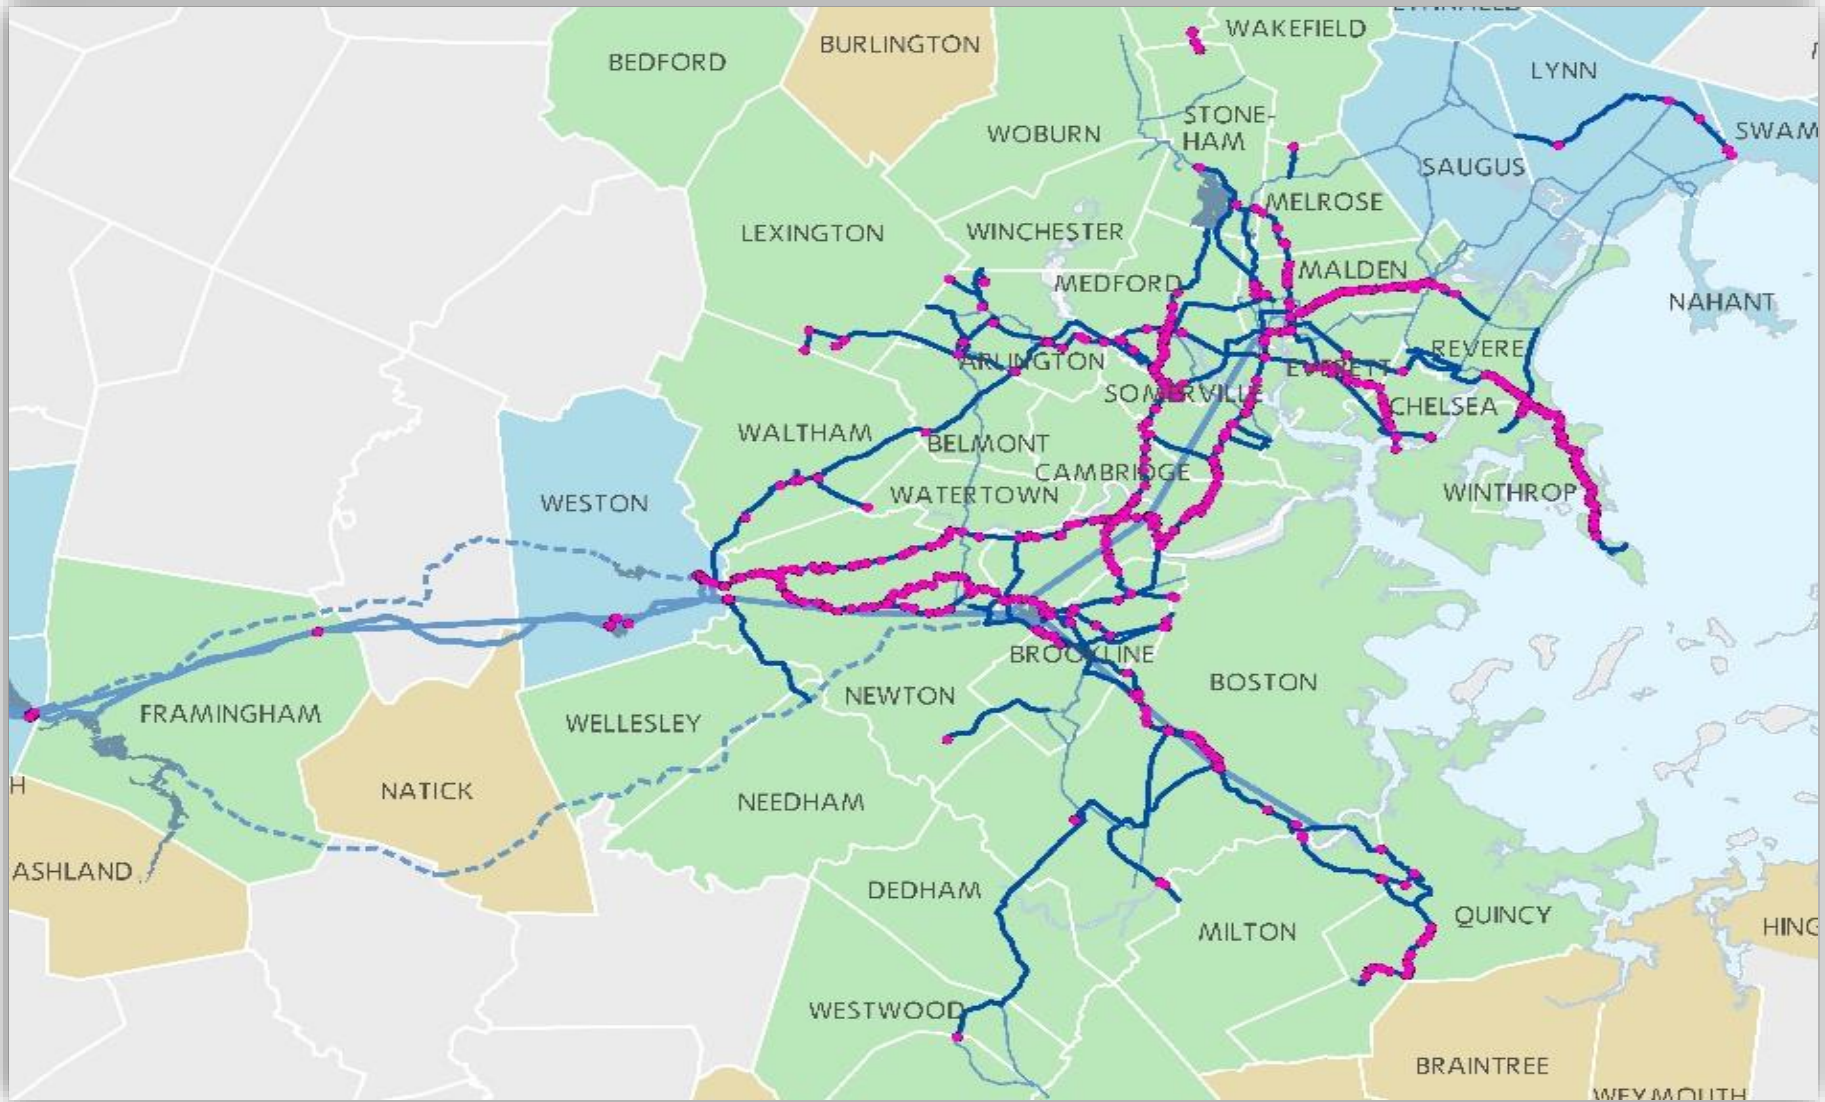 WAKEFIELD
BURLINGTON
BEDFORD
LYNN
STONE-
HAM
WOBURN
SWAM
SAUGUS
MELROSE
LEXINGTON
WINCHESTER
MALDEN
MEDFORD
NAHANT
REVERE
ARLINGTON
EVERETT
SOMERVILLE
CHELSEA
WALTHAM
BELMONT
CAMBRIDGE
WATERTOWN
WINTHROP
WESTON
BROOKLINE
BOSTON
NEWTON
FRAMINGHAM
WELLESLEY
H
NATICK
NEEDHAM
ASHLAND
DEDHAM
QUINCY
MILTON
HING
WESTWOOD
BRAINTREE
WEYMOUTH